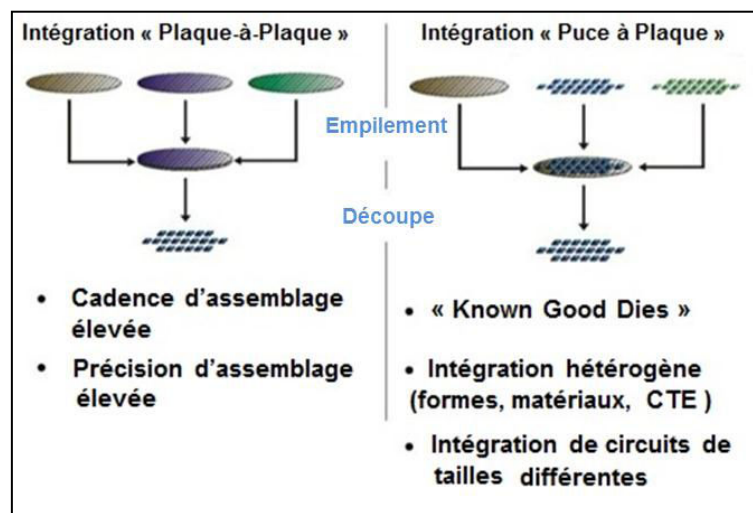 Intégration « Plaque-à-Plaque »
Empilement
Découpe
• Cadence d’assemblage
élevée
• Précision d’assemblage
élevée
Intégration « Puce à Plaque »
• « Known Good Dies »
• Intégration hétérogène
(formes, matériaux, CTE )
• Intégration de circuits de
tailles différentes